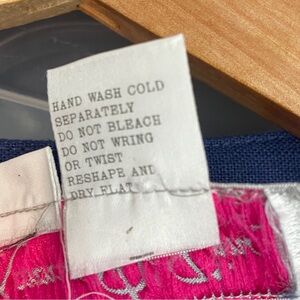 HAND WASH COLD
SEPARATELY
DO NOT BLEACH
DO NOT WRING
OR TWIST
RESHAPE AND
DRY FLAT